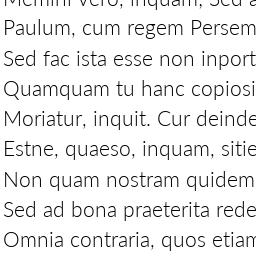 Memini vero, inquam; Sed a
Paulum, cum regem Persem
Sed fac ista esse non inport
Quamquam tu hanc copiosi
Moriatur, inquit. Cur deinde
Estne, quaeso, inquam, sitie
Non quam nostram quidem
Sed ad bona praeterita rede
Omnia contraria, quos etiam